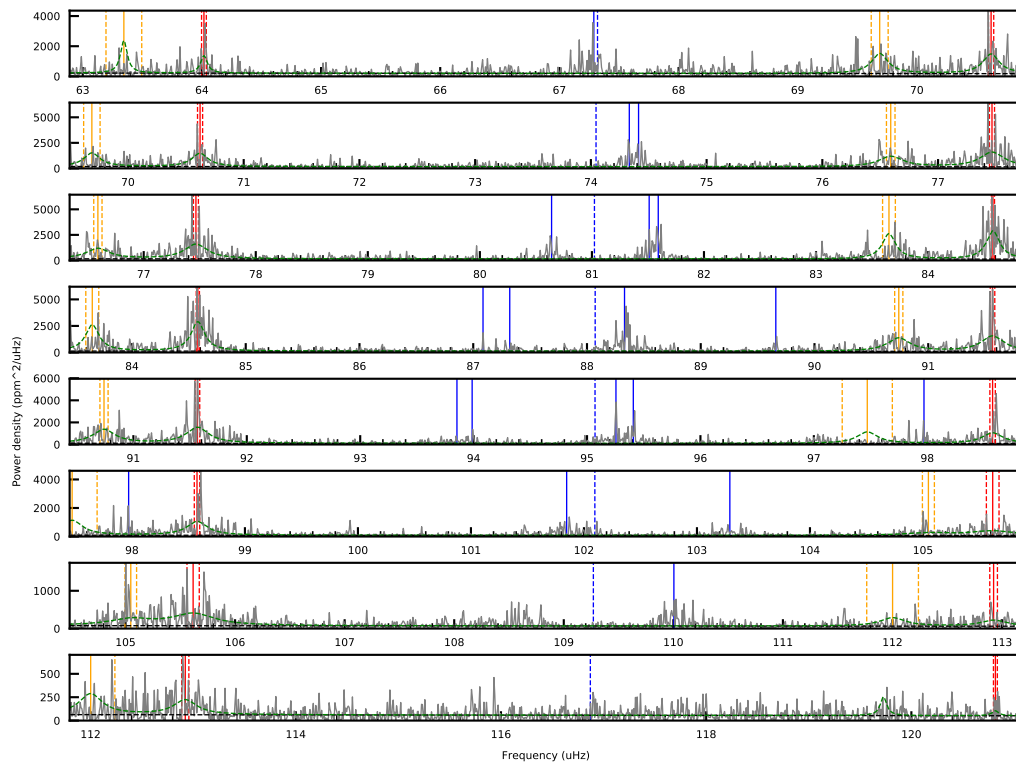 4000
2000
0
63 64 65 66 67 68 69 70
5000
2500
0
70 71 72 73 74 75 76 77
5000
2500
0
77 78 79 80 81 82 83 84
5000
2500
0
84 85 86 87 88 89 90 91
6000
4000
2000
0
91 92 93 94 95 96 97 98
4000
2000
0
98 99 100 101 102 103 104 105
1000
0
105 106 107 108 109 110 111 112 113
500
250
0
112 114 116 118 120
Power density (ppm^2/uHz)
Frequency (uHz)